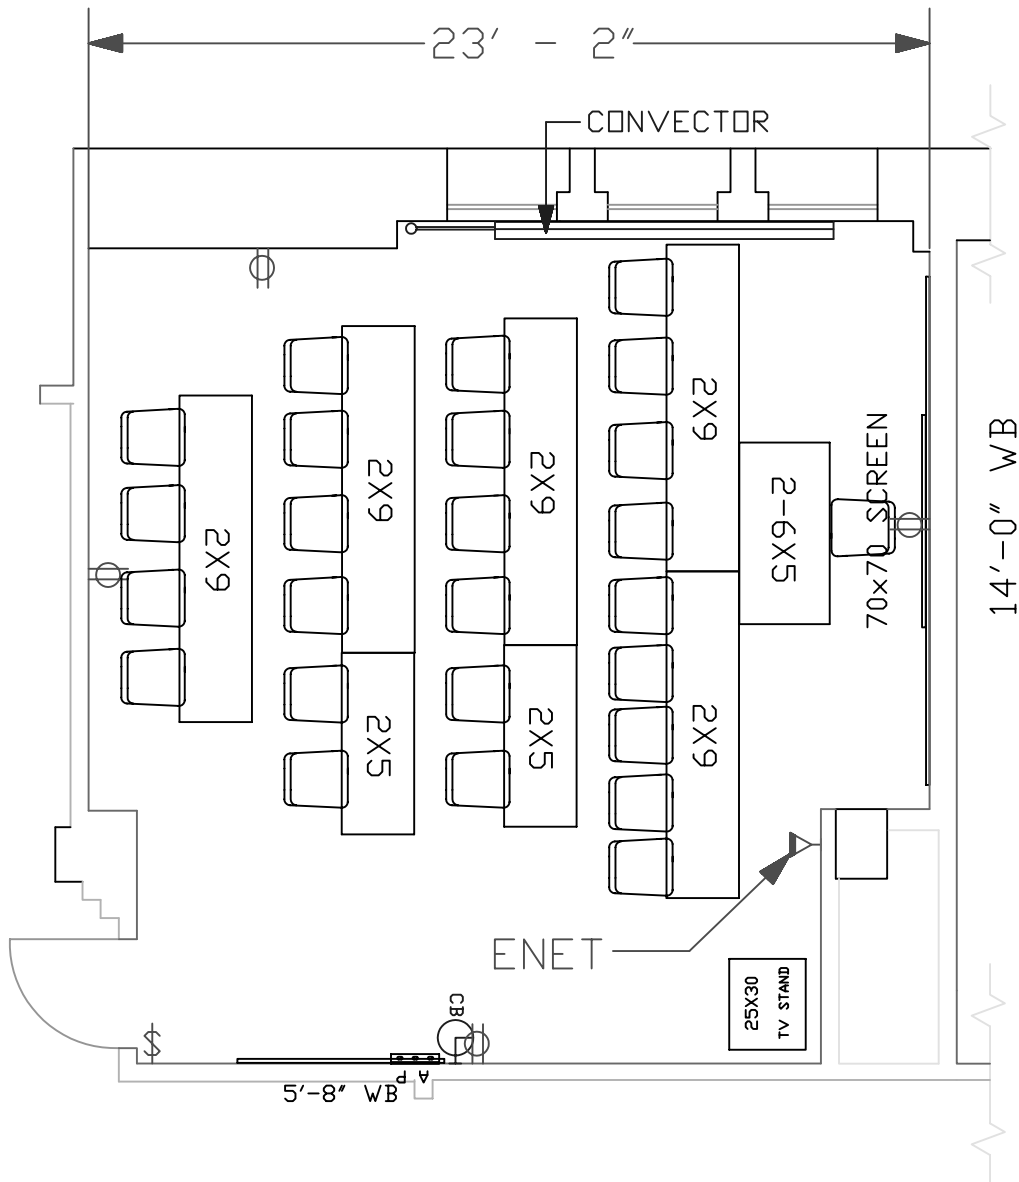 23' - 2"
CONVECTOR
2X9
2X9
2X9
2X9
2X9
2-6X5
70x70 SCREEN
14'-0" WB
2X5
2X5
2X9
ENET
25X30
TV STAND
CB
A
P
5'-8" WB
S